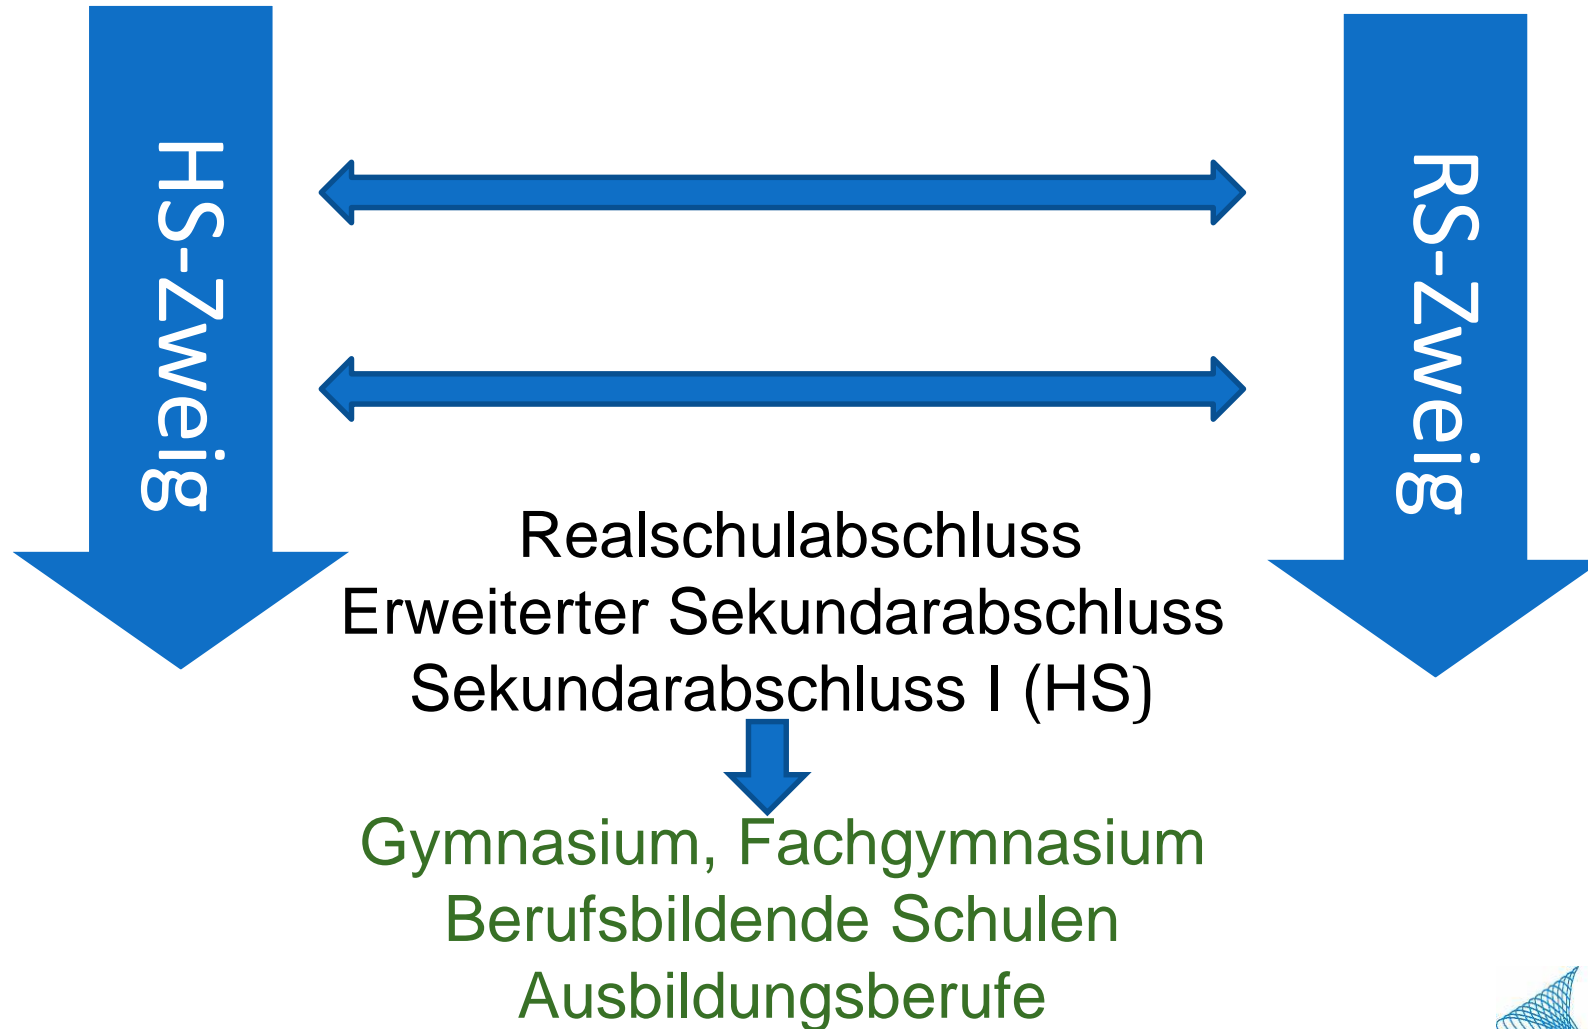 HS-Zweig
RS-Zweig
Realschulabschluss
Erweiterter Sekundarabschluss
Sekundarabschluss I (HS)
Gymnasium, Fachgymnasium
Berufsbildende Schulen
Ausbildungsberufe